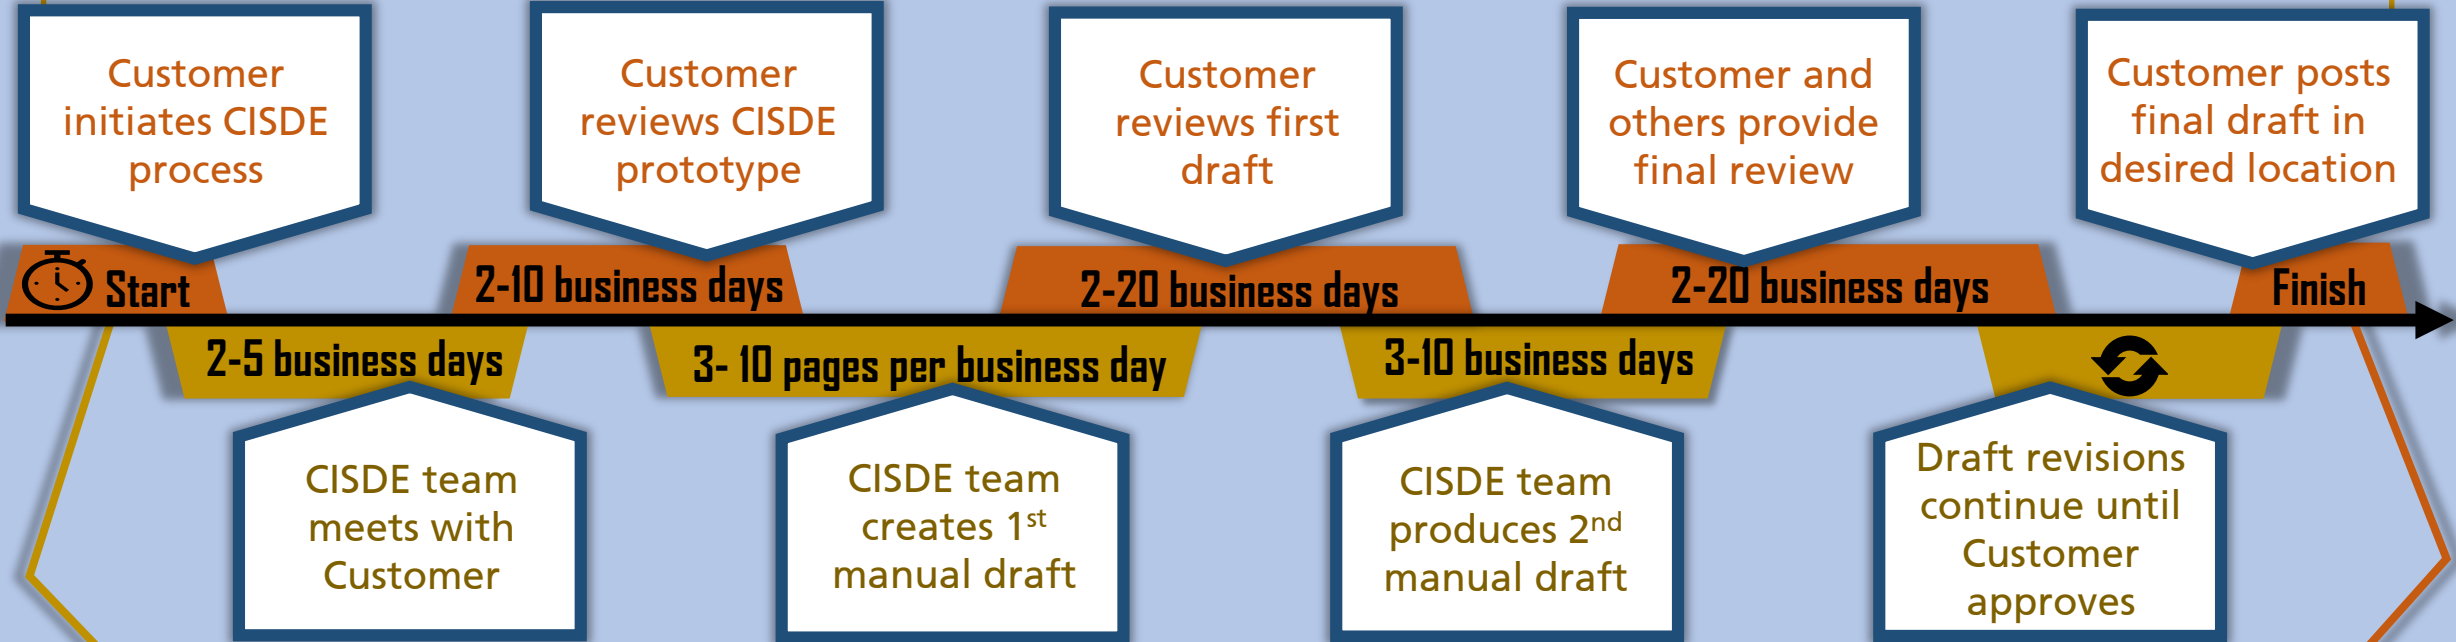 Customer
initiates CISDE
process
Customer
reviews CISDE
prototype
Customer
reviews first
draft
Customer and
others provide
final review
Customer posts
final draft in
desired location
Start
2-10 business days
2-20 business days
2-20 business days
Finish
2-5 business days
3- 10 pages per business day
3-10 business days
CISDE team
meets with
Customer
CISDE team
creates 1st
manual draft
CISDE team
produces 2nd
manual draft
Draft revisions
continue until
Customer
approves